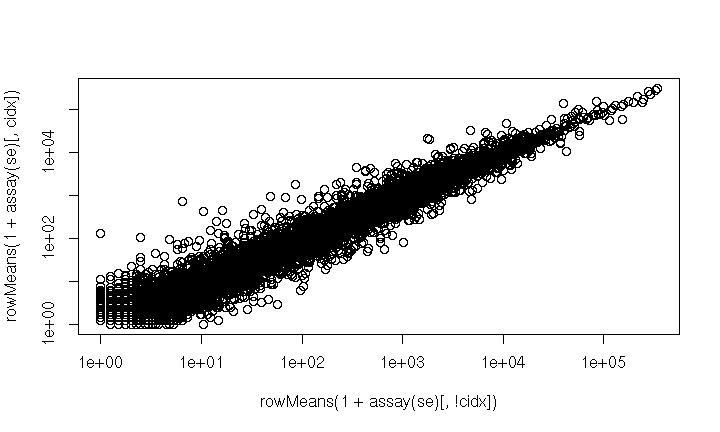 rowMeans(1 + assay(se)[, cidx])
1e+04
1e+02
1e+00
1e+00 1e+01 1e+02 1e+03 1e+04 1e+05
rowMeans(1 + assay(se)[, !cidx])